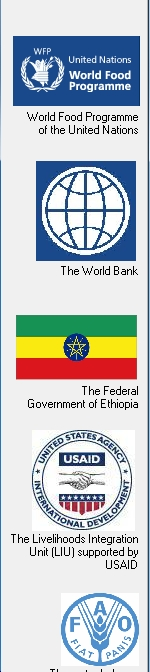 WFP
United Nations
World Food
Programme
World Food Programme
of the United Nations
The World Bank
The Federal
Government of Ethiopia
UNITED STATES AGENCY
USAID
INTERNATIONAL DEVELOPMENT
The Livelihoods Integration
Unit (LIU) supported by
USAID
F A O
FIAT PANIS